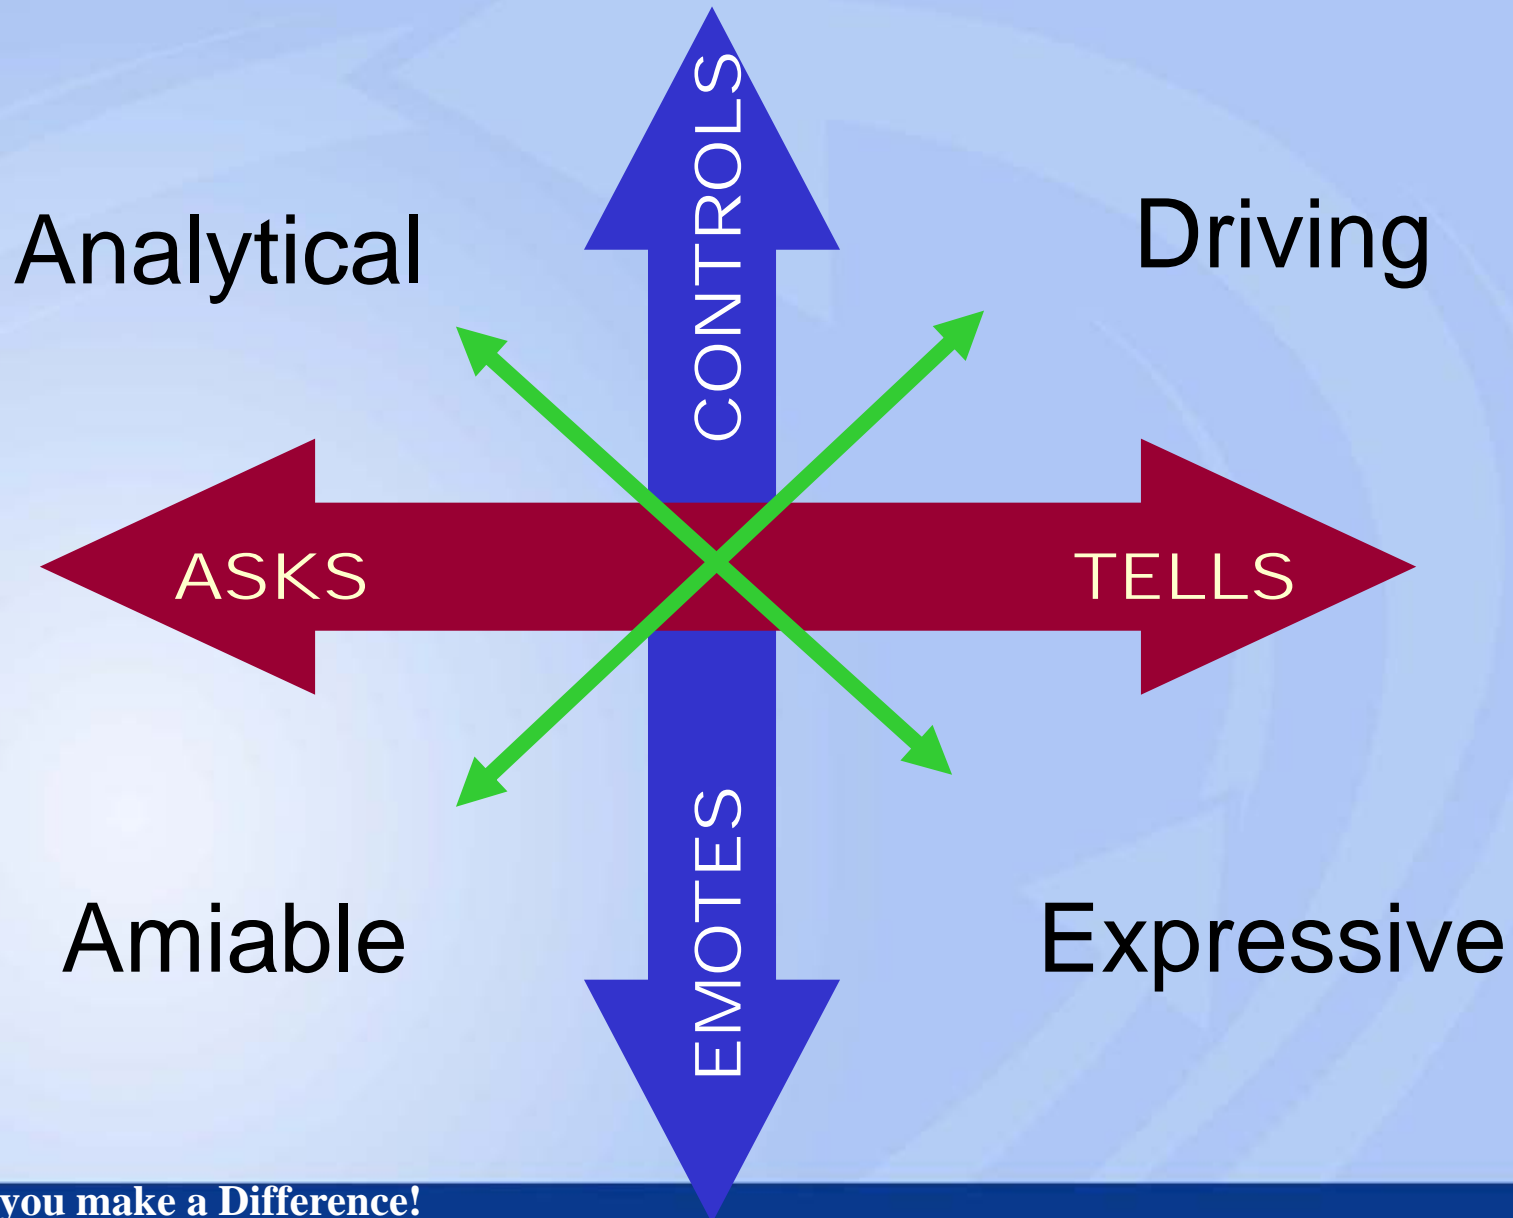 CONTROLS
Analytical
Driving
ASKS
TELLS
EMOTES
Amiable
Expressive
you make a Difference!